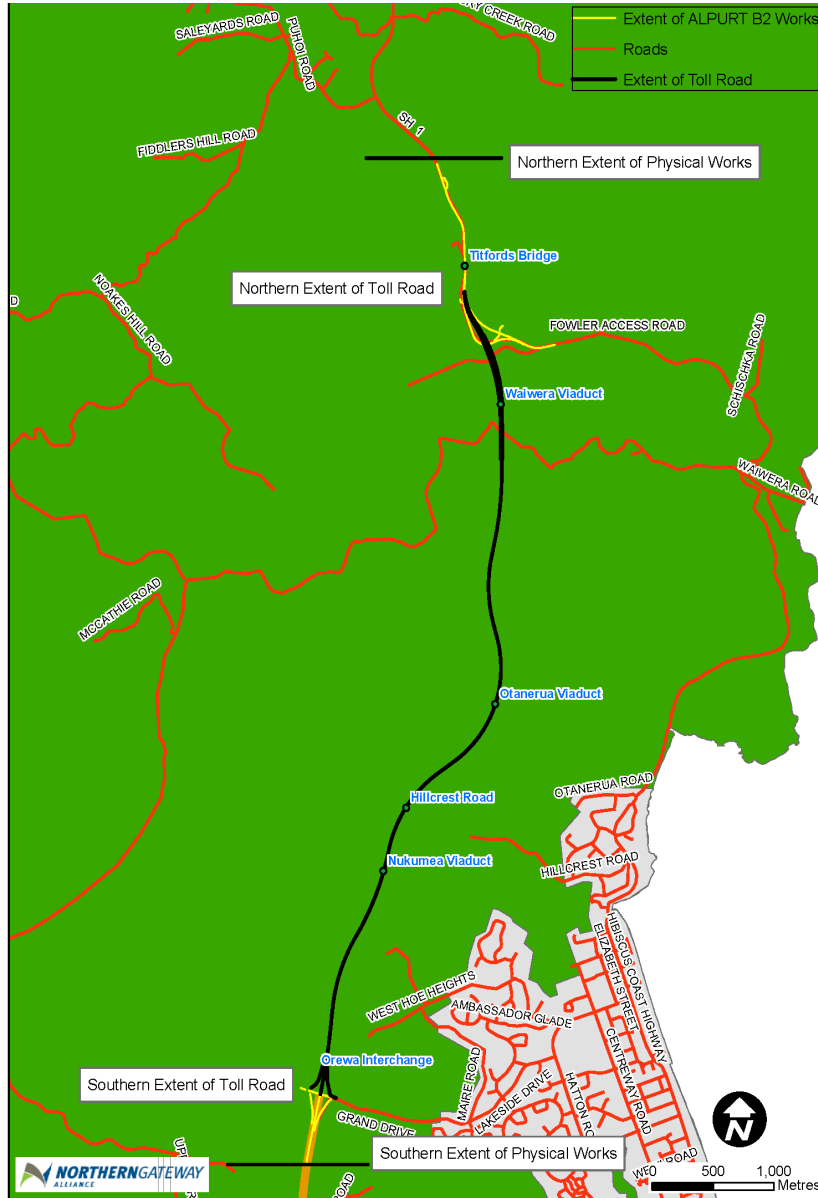 SALEYARDS ROAD
PUHOI ROAD
CREEK ROAD
Extent of ALPURT B2 Works
Roads
Extent of Toll Road
SH 1
FIDDLERS HILL ROAD
Northern Extent of Physical Works
Titfords Bridge
Northern Extent of Toll Road
D
NOAKES HILL ROAD
FOWLER ACCESS ROAD
SCHISCHKA ROAD
Waiwera Viaduct
WAIWERA ROAD
MCCATHIE ROAD
Otanerua Viaduct
OTANERUA ROAD
Hillcrest Road
HILLCREST ROAD
Nukumea Viaduct
HIBISCUS COAST HIGHWAY
ELIZABETH STREET
WEST HOE HEIGHTS
AMBASSADOR GLADE
CENTREWAY ROAD
Orewa Interchange
MAIRE ROAD
LAKESIDE DRIVE
HATTON RO
Southern Extent of Toll Road
GRAND DRIVE
Southern Extent of Physical Works
ROAD
ROAD
N
0 500 1,000
Metres
NORTHERNGATEWAY
ALLIANCE